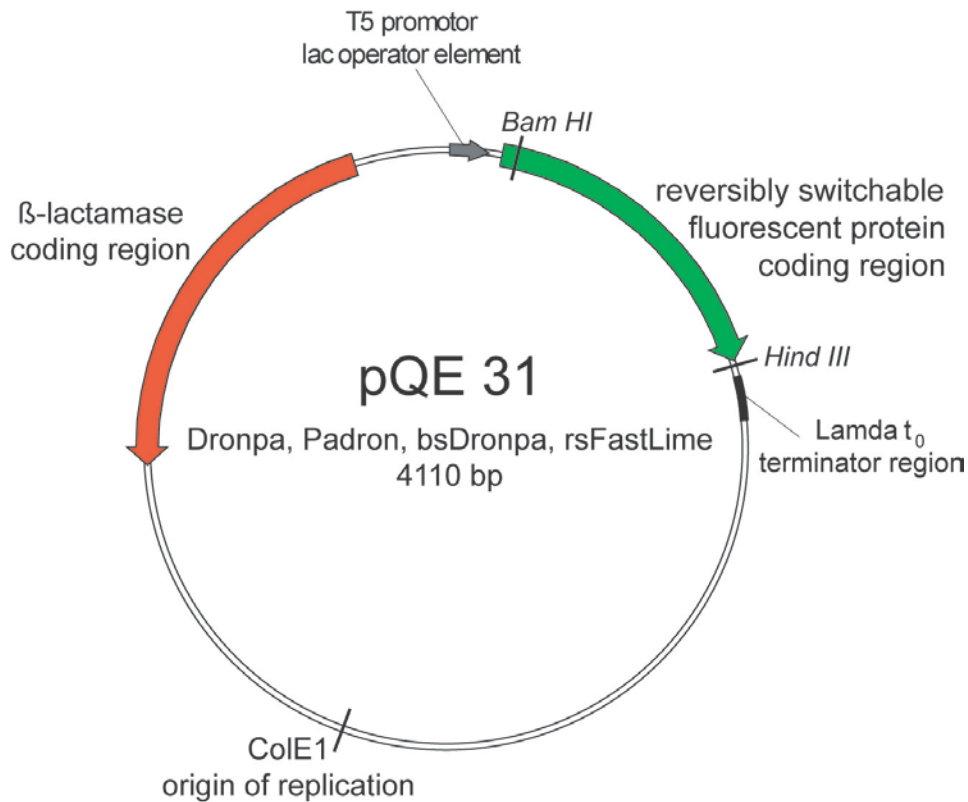 T5 promotor
lac operator element
Bam HI
ß-lactamase
coding region
reversibly switchable
fluorescent protein
coding region
Hind III
pQE 31
Dronpa, Padron, bsDronpa, rsFastLime
4110 bp
Lamda t₀
terminator region
ColE1
origin of replication